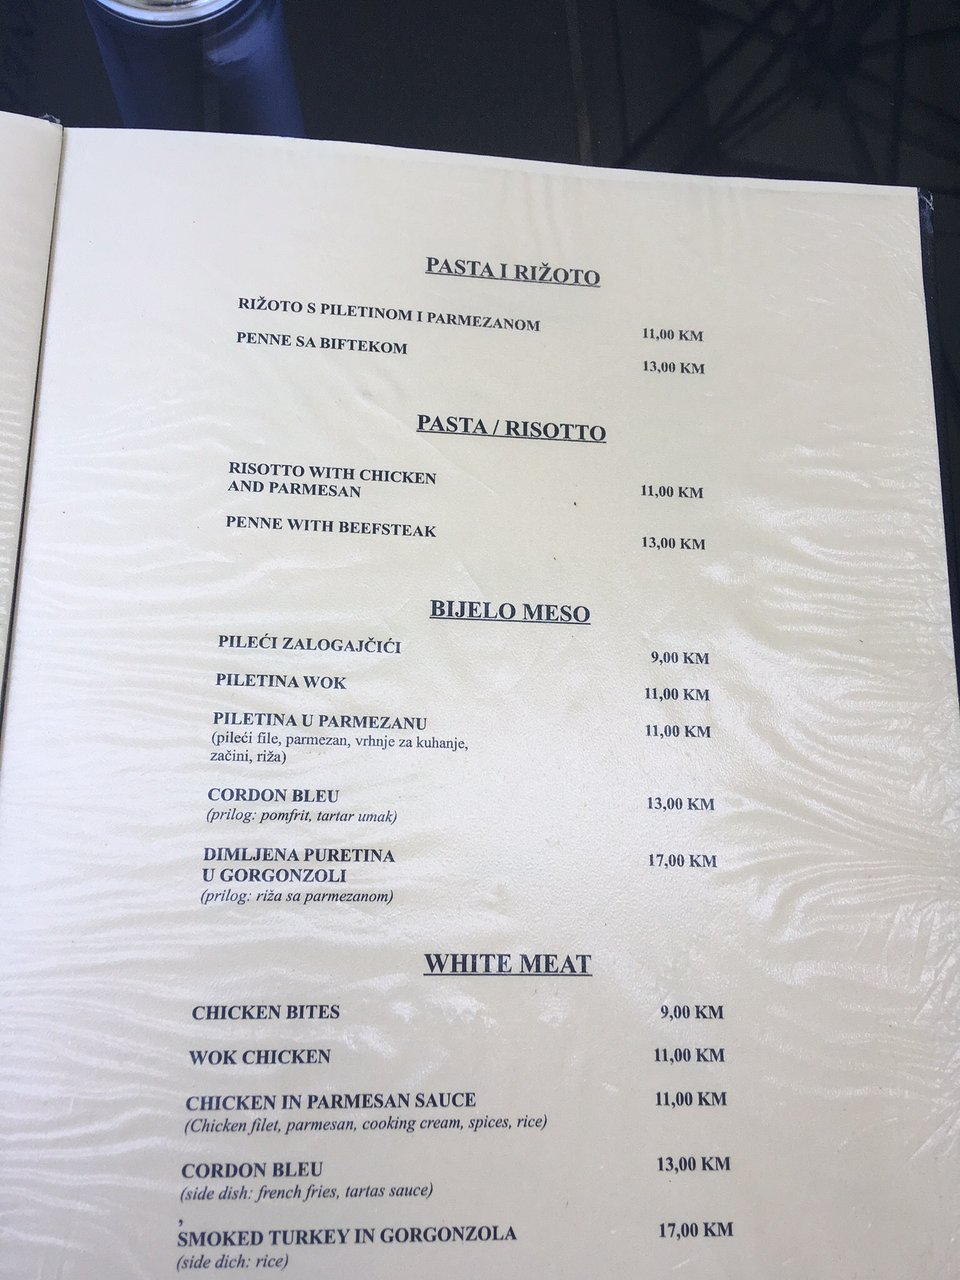 PASTA I RIŽOTO
RIŽOTO S PILETINOM I PARMEZANOM 11,00 KM
PENNE SA BIFTEKOM 13,00 KM
PASTA / RISOTTO
RISOTTO WITH CHICKEN
AND PARMESAN 11,00 KM
PENNE WITH BEEFSTEAK 13,00 KM
BIJELO MESO
PILEĆI ZALOGAJČIĆI 9,00 KM
PILETINA WOK 11,00 KM
PILETINA U PARMEZANU 11,00 KM
(pileći file, parmezan, vrhnje za kuhanje,
začini, riža)
CORDON BLEU 13,00 KM
(prilog: pomfrit, tartar umak)
DIMLJENA PURETINA 17,00 KM
U GORGONZOLI
(prilog: riža sa parmezanom)
WHITE MEAT
CHICKEN BITES 9,00 KM
WOK CHICKEN 11,00 KM
CHICKEN IN PARMESAN SAUCE 11,00 KM
(Chicken filet, parmesan, cooking cream, spices, rice)
CORDON BLEU 13,00 KM
(side dish: french fries, tartas sauce)
,
SMOKED TURKEY IN GORGONZOLA 17,00 KM
(side dich: rice)